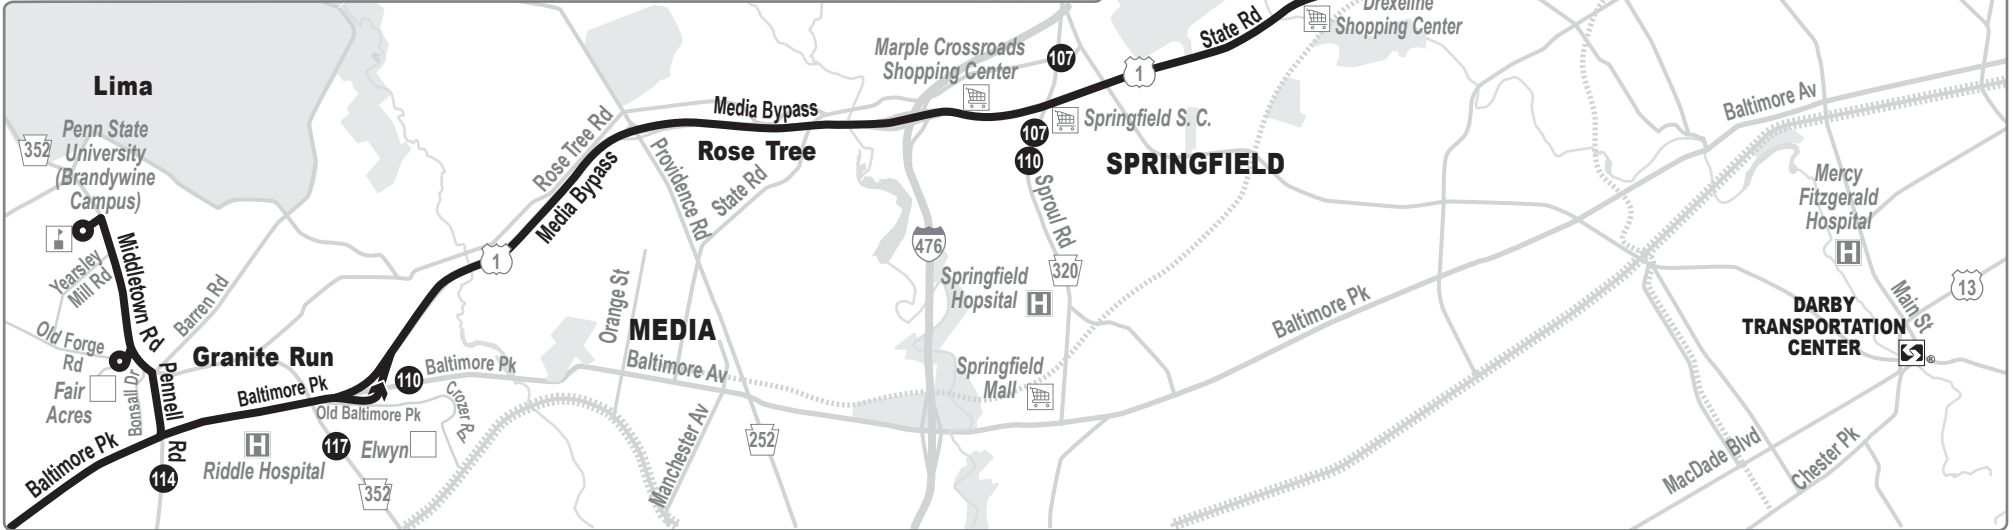 Drexeline
Shopping Center
State Rd
Marple Crossroads
Shopping Center
107
1
Lima
Media Bypass
Baltimore Av
Rose Tree Rd
Springfield S. C.
Penn State
University
(Brandywine
Campus)
352
107
110
Rose Tree
Providence Rd
State Rd
SPRINGFIELD
Media Bypass
Sproul Rd
Mercy
Fitzgerald
Hospital
H
476
1
Middletown Rd
Yearsley
Mill Rd
Barren Rd
320
Springfield
Hopsital
H
Main St
13
Orange St
MEDIA
Baltimore Pk
DARBY
TRANSPORTATION
CENTER
®
Old Forge
Rd
Granite Run
Fair
Acres
Bonsall Dr
Pennell
Rd
Baltimore Pk
110
Baltimore Pk
Baltimore Av
Springfield
Mall
Old Baltimore Pk
Crozer Rd
Baltimore Pk
H
Riddle Hospital
117
Elwyn
Manchester Av
252
114
352
MacDade Blvd
Chester Pk